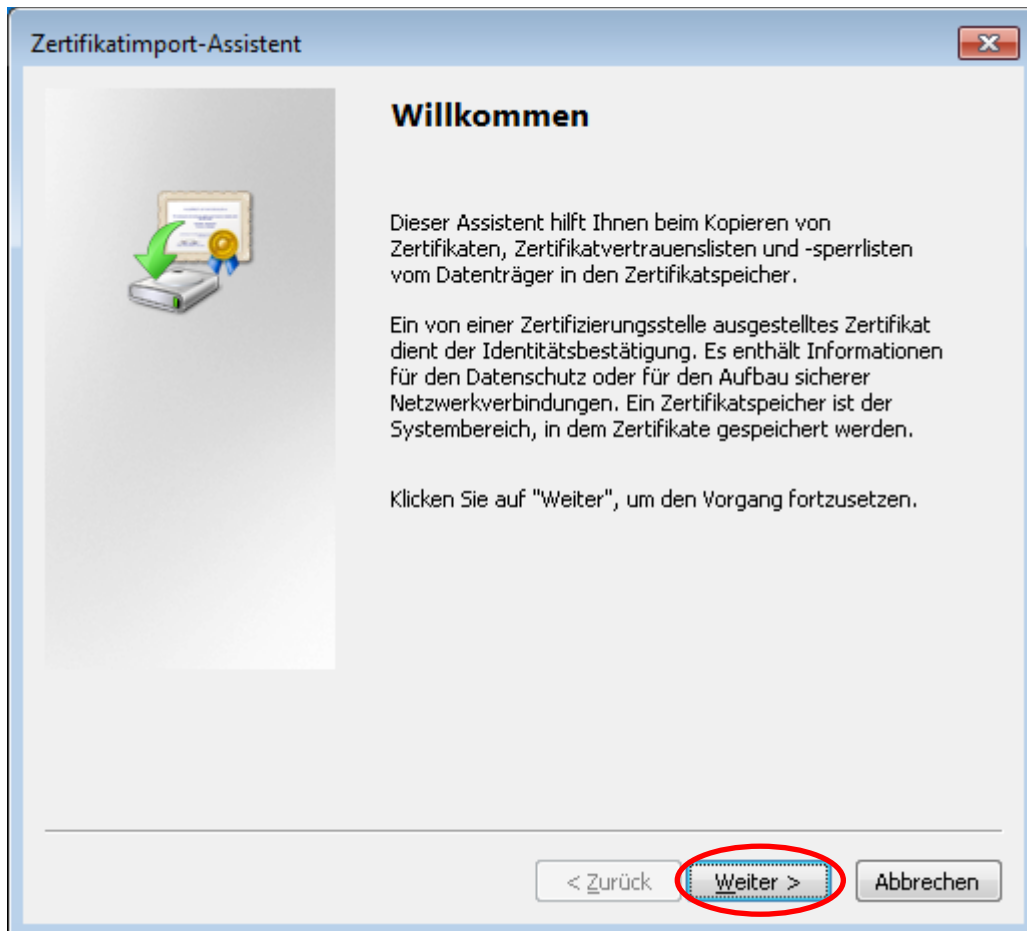 Zertifikatimport-Assistent
Willkommen
Dieser Assistent hilft Ihnen beim Kopieren von
Zertifikaten, Zertifikatvertrauenslisten und -sperrlisten
vom Datenträger in den Zertifikatspeicher.
Ein von einer Zertifizierungsstelle ausgestelltes Zertifikat
dient der Identitätsbestätigung. Es enthält Informationen
für den Datenschutz oder für den Aufbau sicherer
Netzwerkverbindungen. Ein Zertifikatspeicher ist der
Systembereich, in dem Zertifikate gespeichert werden.
Klicken Sie auf "Weiter", um den Vorgang fortzusetzen.
< Zurück Weiter > Abbrechen